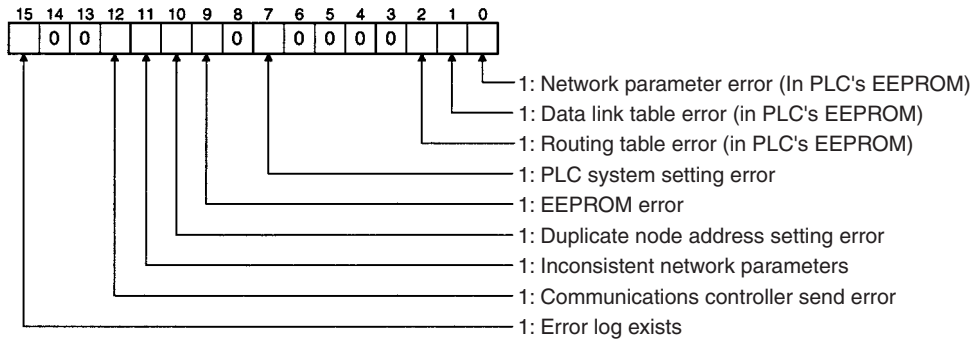 15 14 13 12 11 10 9 8 7 6 5 4 3 2 1 0
0 0 0 0 0 0 0
1: Network parameter error (In PLC's EEPROM)
1: Data link table error (in PLC's EEPROM)
1: Routing table error (in PLC's EEPROM)
1: PLC system setting error
1: EEPROM error
1: Duplicate node address setting error
1: Inconsistent network parameters
1: Communications controller send error
1: Error log exists